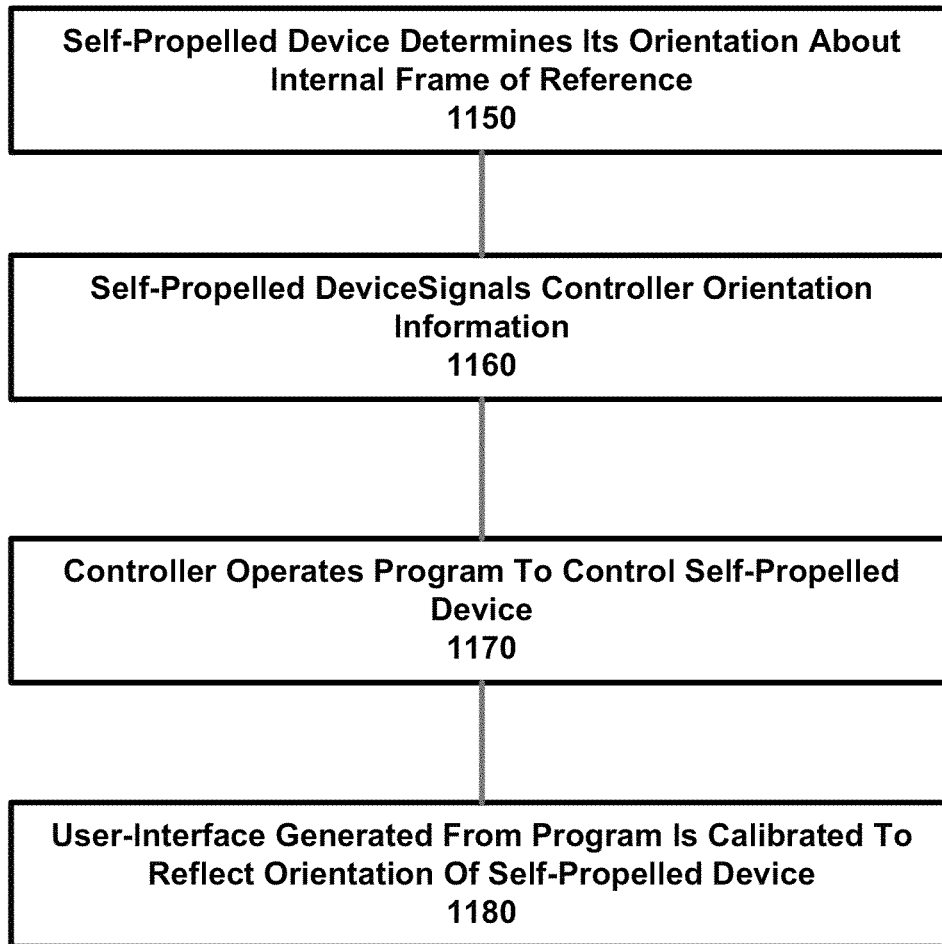 Self-Propelled Device Determines Its Orientation About
Internal Frame of Reference
1150
Self-Propelled DeviceSignals Controller Orientation
Information
1160
Controller Operates Program To Control Self-Propelled
Device
1170
User-Interface Generated From Program Is Calibrated To
Reflect Orientation Of Self-Propelled Device
1180